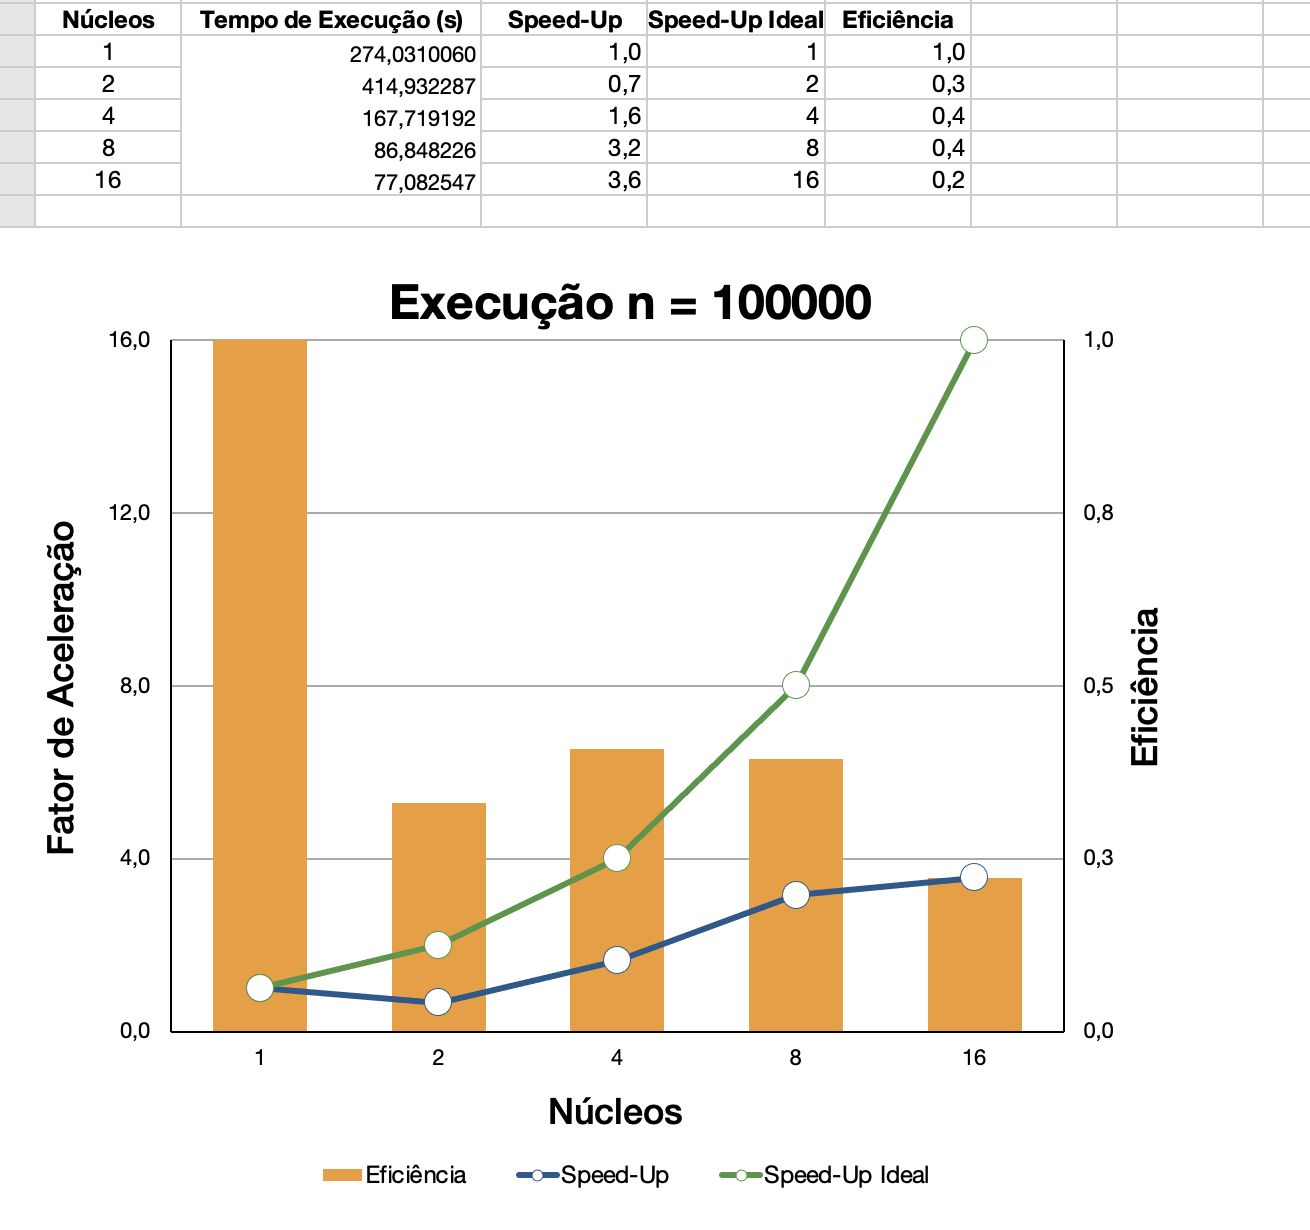 Núcleos Tempo de Execução (s) Speed-Up Speed-Up Ideal Eficiência
1 274,0310060 1,0 1 1,0
2 414,932287 0,7 2 0,3
4 167,719192 1,6 4 0,4
8 86,848226 3,2 8 0,4
16 77,082547 3,6 16 0,2
Execução n = 100000
16,0 1,0
12,0 0,8
8,0 0,5
4,0 0,3
0,0 0,0
Fator de Aceleração
Eficiência
1 2 4 8 16
Núcleos
Eficiência Speed-Up Speed-Up Ideal